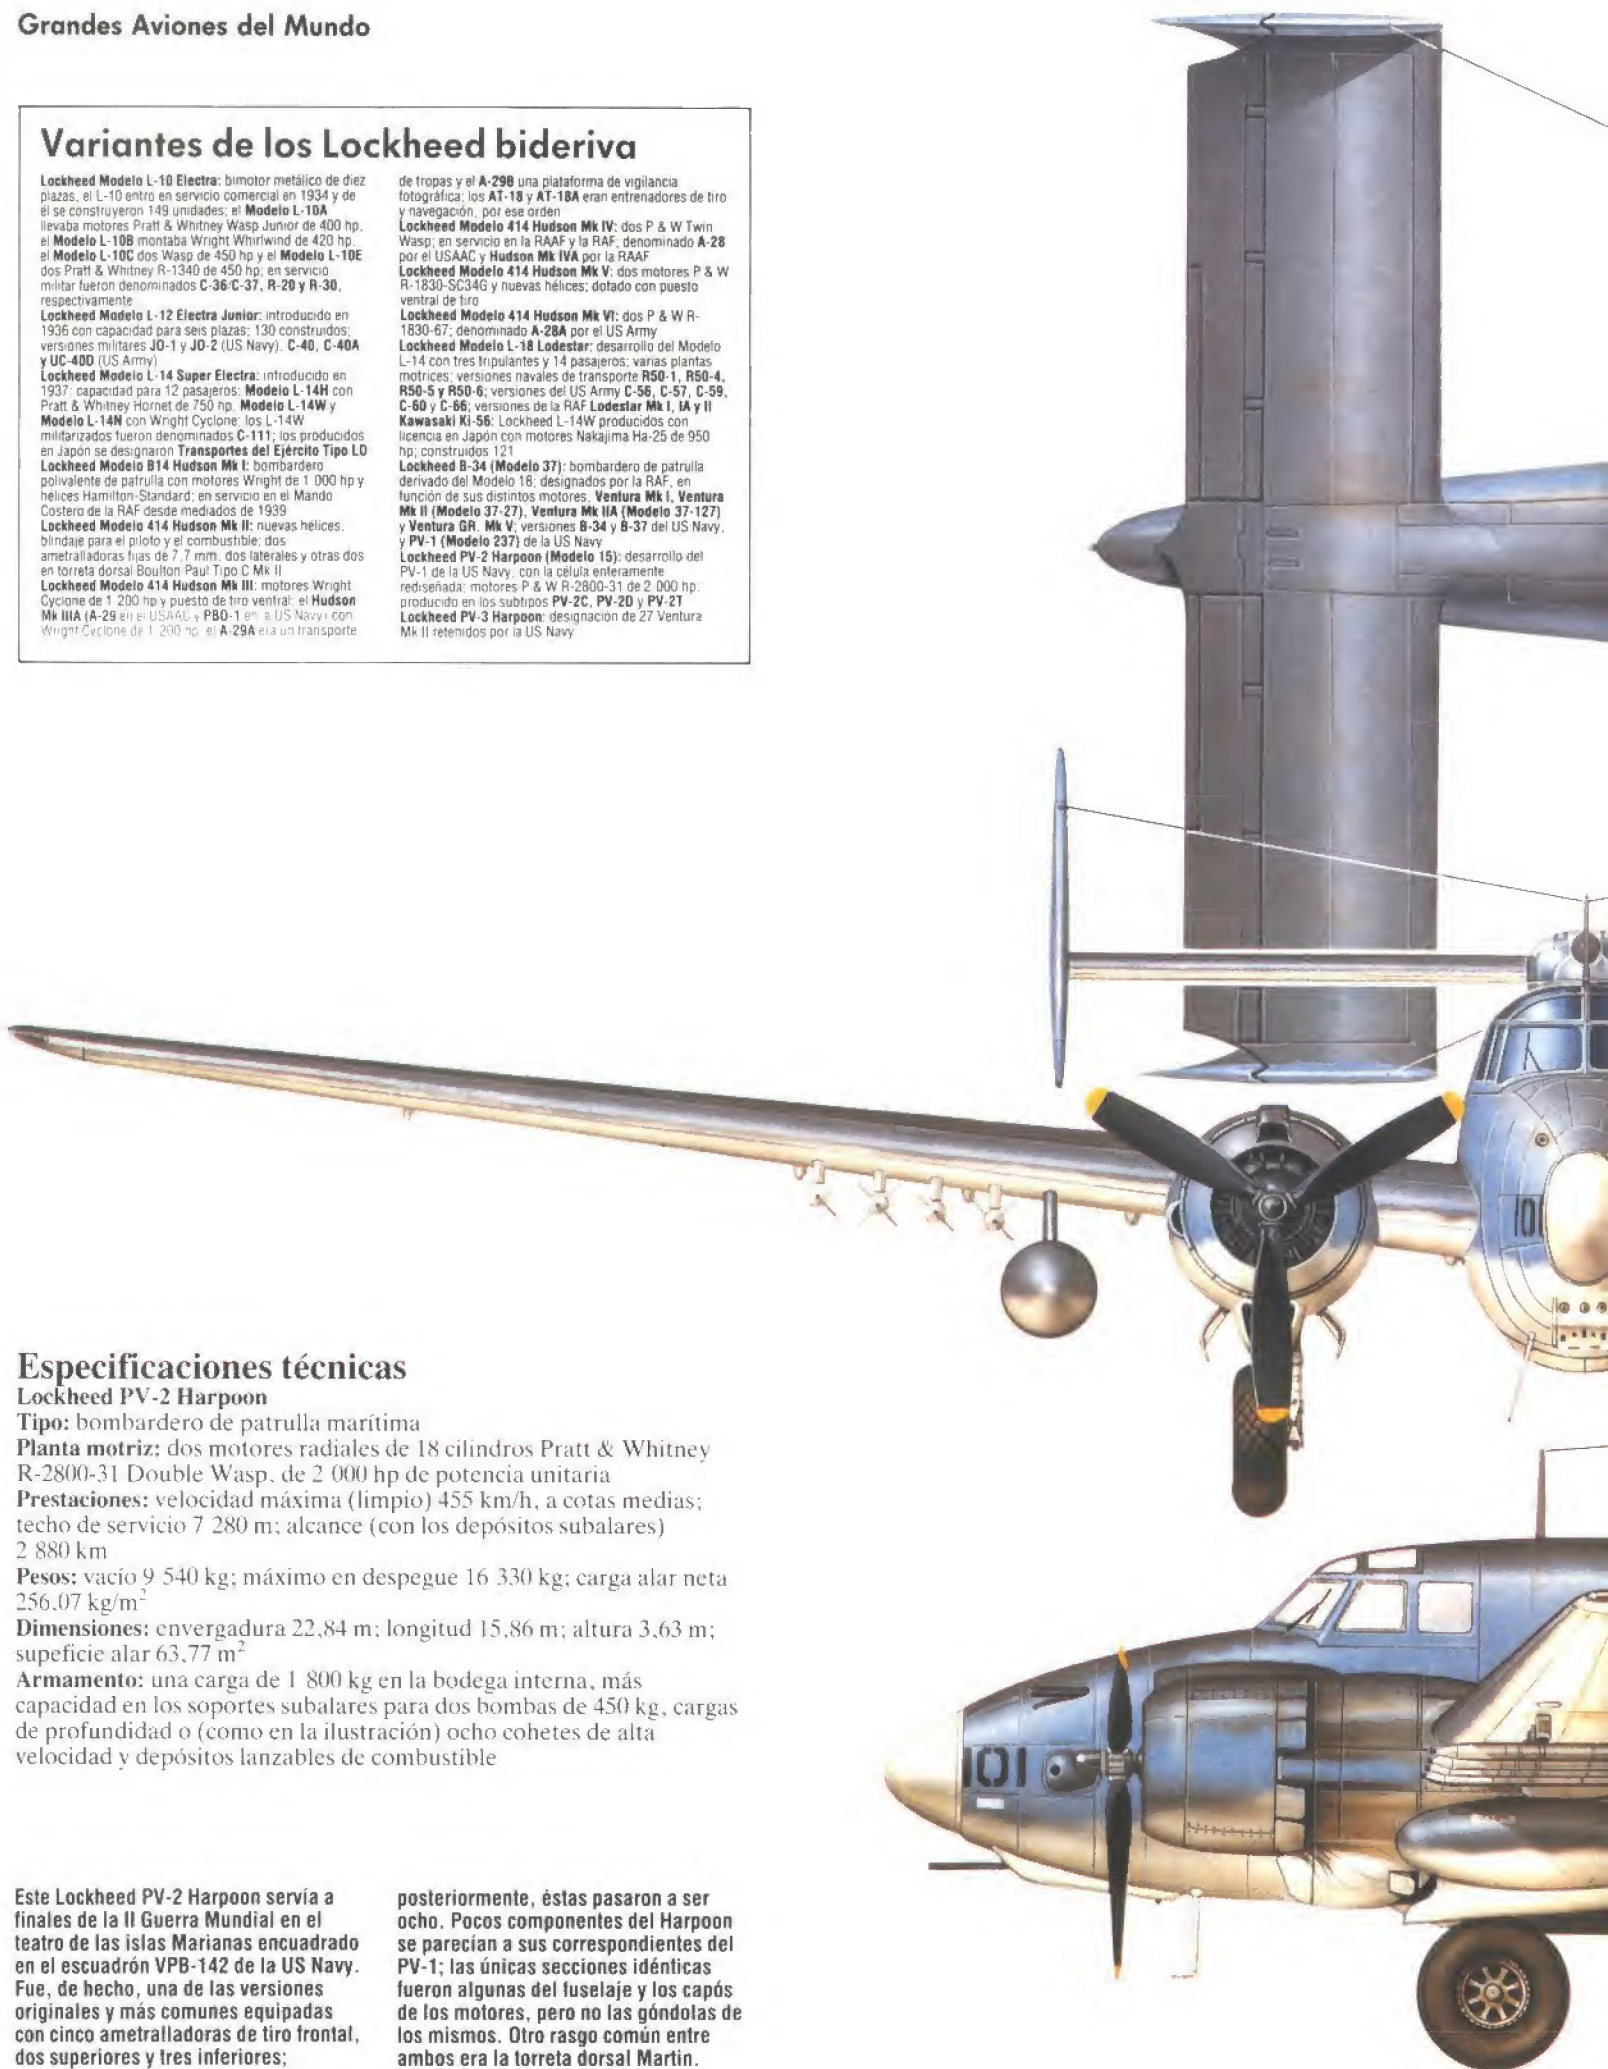 Grandes Aviones del Mundo
Variantes de los Lockheed bideriva
Lockheed Modelo L-10 Electra: bimotor metálico de diez
plazas, el L-10 entro en servicio comercial en 1934 y de
él se construyeron 149 unidades; el Modelo L-10A
llevaba motores Pratt & Whitney Wasp Junior de 400 hp,
el Modelo L-10B montaba Wright Whirlwind de 420 hp,
el Modelo L-10C dos Wasp de 450 hp y el Modelo L-10E
dos Pratt & Whitney R-1340 de 450 hp; en servicio
militar fueron denominados C-36/C-37, R-20 y R-30,
respectivamente
Lockheed Modelo L-12 Electra Junior: introducido en
1936 con capacidad para seis plazas; 130 construidos;
versiones militares JO-1 y JO-2 (US Navy), C-40, C-40A
y UC-40D (US Army)
Lockheed Modelo L-14 Super Electra: introducido en
1937; capacidad para 12 pasajeros; Modelo L-14H con
Pratt & Whitney Hornet de 750 hp, Modelo L-14W y
Modelo L-14N con Wright Cyclone; los L-14W
militarizados fueron denominados C-111; los producidos
en Japón se designaron Transportes del Ejército Tipo LO
Lockheed Modelo B14 Hudson Mk I: bombardero
polivalente de patrulla con motores Wright de 1 000 hp y
hélices Hamilton-Standard; en servicio en el Mando
Costero de la RAF desde mediados de 1939
Lockheed Modelo 414 Hudson Mk II: nuevas hélices,
blindaje para el piloto y el combustible; dos
ametralladoras fijas de 7,7 mm, dos laterales y otras dos
en torreta dorsal Boulton Paul Tipo C Mk II
Lockheed Modelo 414 Hudson Mk III: motores Wright
Cyclone de 1 200 hp y puesto de tiro ventral; el Hudson
Mk IIIA (A-29 en el USAAC y PBO-1 en la US Navy) con
Wright Cyclone de 1 200 hp, el A-29A era un transporte
de tropas y el A-29B una plataforma de vigilancia
fotográfica; los AT-18 y AT-18A eran entrenadores de tiro
y navegación, por ese orden
Lockheed Modelo 414 Hudson Mk IV: dos P & W Twin
Wasp; en servicio en la RAAF y la RAF; denominado A-28
por el USAAC y Hudson Mk IVA por la RAAF
Lockheed Modelo 414 Hudson Mk V: dos motores P & W
R-1830-SC34G y nuevas hélices; dotado con puesto
ventral de tiro
Lockheed Modelo 414 Hudson Mk VI: dos P & W R-
1830-67; denominado A-28A por el US Army
Lockheed Modelo L-18 Lodestar: desarrollo del Modelo
L-14 con tres tripulantes y 14 pasajeros; varias plantas
motrices; versiones navales de transporte R50-1, R50-4,
R50-5 y R50-6; versiones del US Army C-56, C-57, C-59,
C-60 y C-66; versiones de la RAF Lodestar Mk I, IA y II
Kawasaki Ki-56: Lockheed L-14W producidos con
licencia en Japón con motores Nakajima Ha-25 de 950
hp; construidos 121
Lockheed B-34 (Modelo 37): bombardero de patrulla
derivado del Modelo 18; designados por la RAF, en
función de sus distintos motores, Ventura Mk I, Ventura
Mk II (Modelo 37-27), Ventura Mk IIA (Modelo 37-127)
y Ventura GR. Mk V; versiones B-34 y B-37 del US Navy,
y PV-1 (Modelo 237) de la US Navy
Lockheed PV-2 Harpoon (Modelo 15): desarrollo del
PV-1 de la US Navy, con la célula enteramente
rediseñada; motores P & W R-2800-31 de 2 000 hp;
producido en los subtipos PV-2C, PV-2D y PV-2T
Lockheed PV-3 Harpoon: designación de 27 Ventura
Mk II retenidos por la US Navy
101
Especificaciones técnicas
Lockheed PV-2 Harpoon
Tipo: bombardero de patrulla marítima
Planta motriz: dos motores radiales de 18 cilindros Pratt & Whitney
R-2800-31 Double Wasp, de 2 000 hp de potencia unitaria
Prestaciones: velocidad máxima (limpio) 455 km/h, a cotas medias;
techo de servicio 7 280 m; alcance (con los depósitos subalares)
2 880 km
Pesos: vacío 9 540 kg; máximo en despegue 16 330 kg; carga alar neta
256,07 kg/m²
Dimensiones: envergadura 22,84 m; longitud 15,86 m; altura 3,63 m;
supeficie alar 63,77 m²
Armamento: una carga de 1 800 kg en la bodega interna, más
capacidad en los soportes subalares para dos bombas de 450 kg, cargas
de profundidad o (como en la ilustración) ocho cohetes de alta
velocidad y depósitos lanzables de combustible
101
Este Lockheed PV-2 Harpoon servía a
finales de la II Guerra Mundial en el
teatro de las islas Marianas encuadrado
en el escuadrón VPB-142 de la US Navy.
Fue, de hecho, una de las versiones
originales y más comunes equipadas
con cinco ametralladoras de tiro frontal,
dos superiores y tres inferiores;
posteriormente, éstas pasaron a ser
ocho. Pocos componentes del Harpoon
se parecían a sus correspondientes del
PV-1; las únicas secciones idénticas
fueron algunas del fuselaje y los capós
de los motores, pero no las góndolas de
los mismos. Otro rasgo común entre
ambos era la torreta dorsal Martin.